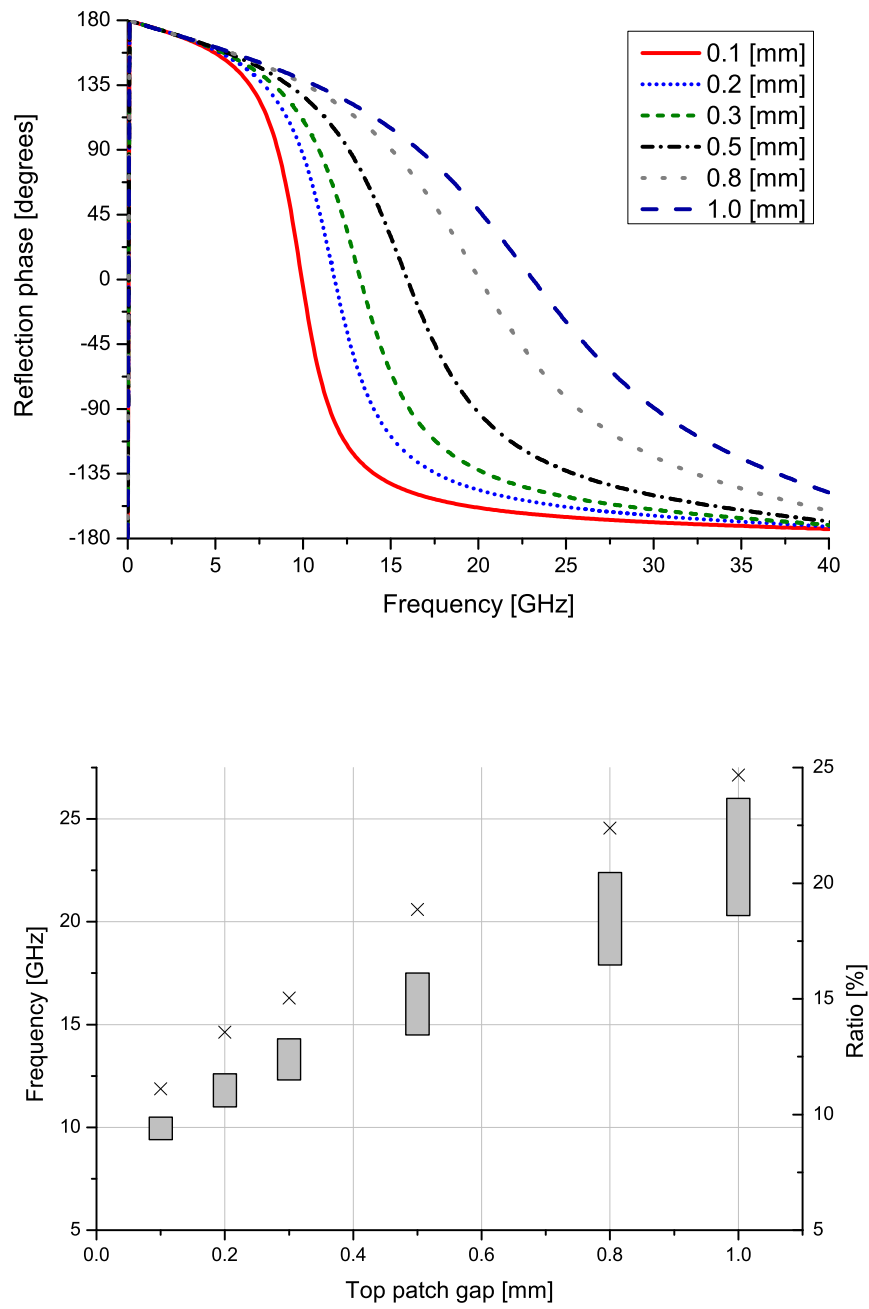 180
135
90
45
0
-45
-90
-135
-180
Reflection phase [degrees]
0.1 [mm]
0.2 [mm]
0.3 [mm]
0.5 [mm]
0.8 [mm]
1.0 [mm]
0 5 10 15 20 25 30 35 40
Frequency [GHz]
25
20
15
10
5
Frequency [GHz]
25
20
15
10
5
Ratio [%]
0.0 0.2 0.4 0.6 0.8 1.0
Top patch gap [mm]